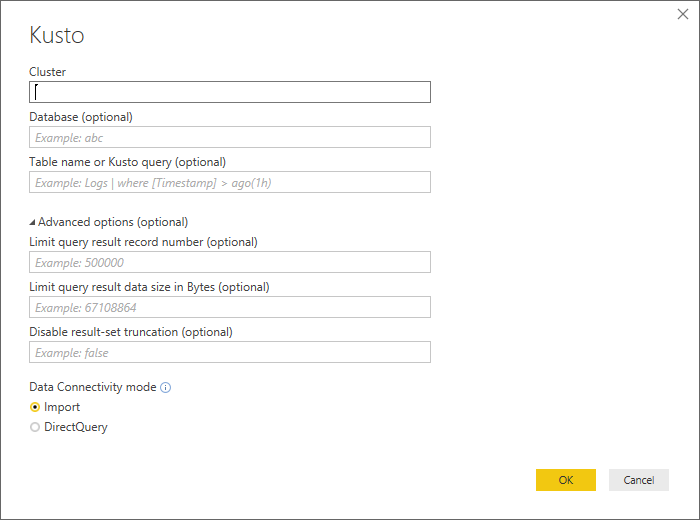 Kusto
Cluster
Database (optional)
Example: abc
Table name or Kusto query (optional)
Example: Logs | where [Timestamp] > ago(1h)
Advanced options (optional)
Limit query result record number (optional)
Example: 500000
Limit query result data size in Bytes (optional)
Example: 67108864
Disable result-set truncation (optional)
Example: false
Data Connectivity mode
Import
DirectQuery
OK Cancel